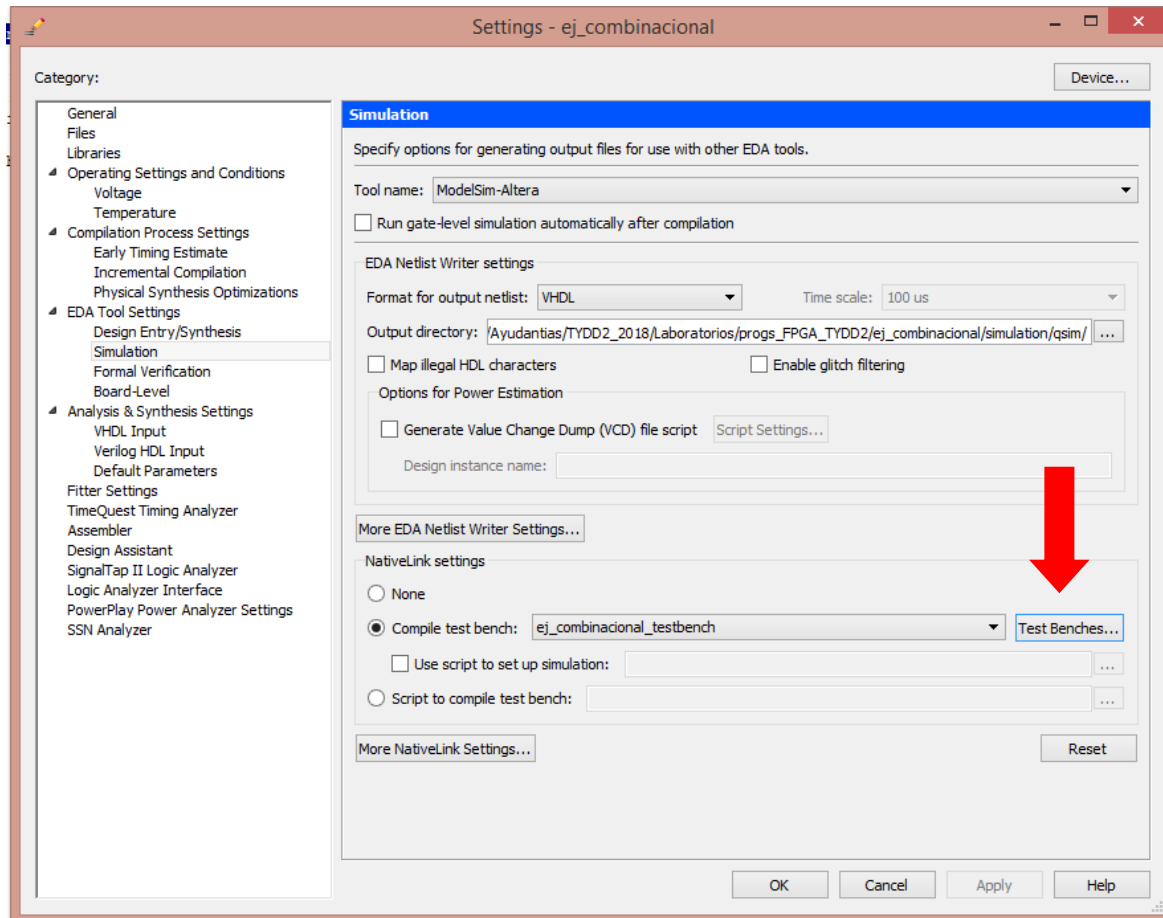 Settings - ej_combinacional
Category:
Device...
General
Files
Libraries
Operating Settings and Conditions
Voltage
Temperature
Compilation Process Settings
Early Timing Estimate
Incremental Compilation
Physical Synthesis Optimizations
EDA Tool Settings
Design Entry/Synthesis
Simulation
Formal Verification
Board-Level
Analysis & Synthesis Settings
VHDL Input
Verilog HDL Input
Default Parameters
Fitter Settings
TimeQuest Timing Analyzer
Assembler
Design Assistant
SignalTap II Logic Analyzer
Logic Analyzer Interface
PowerPlay Power Analyzer Settings
SSN Analyzer
Simulation
Specify options for generating output files for use with other EDA tools.
Tool name: ModelSim-Altera
Run gate-level simulation automatically after compilation
EDA Netlist Writer settings
Format for output netlist: VHDL Time scale: 100 us
Output directory: /Ayudantias/TYDD2_2018/Laboratorios/progs_FPGA_TYDD2/ej_combinacional/simulation/qsim/ ...
Map illegal HDL characters Enable glitch filtering
Options for Power Estimation
Generate Value Change Dump (VCD) file script Script Settings...
Design instance name:
More EDA Netlist Writer Settings...
NativeLink settings
None
Compile test bench: ej_combinacional_testbench Test Benches...
Use script to set up simulation: ...
Script to compile test bench: ...
More NativeLink Settings... Reset
OK Cancel Apply Help